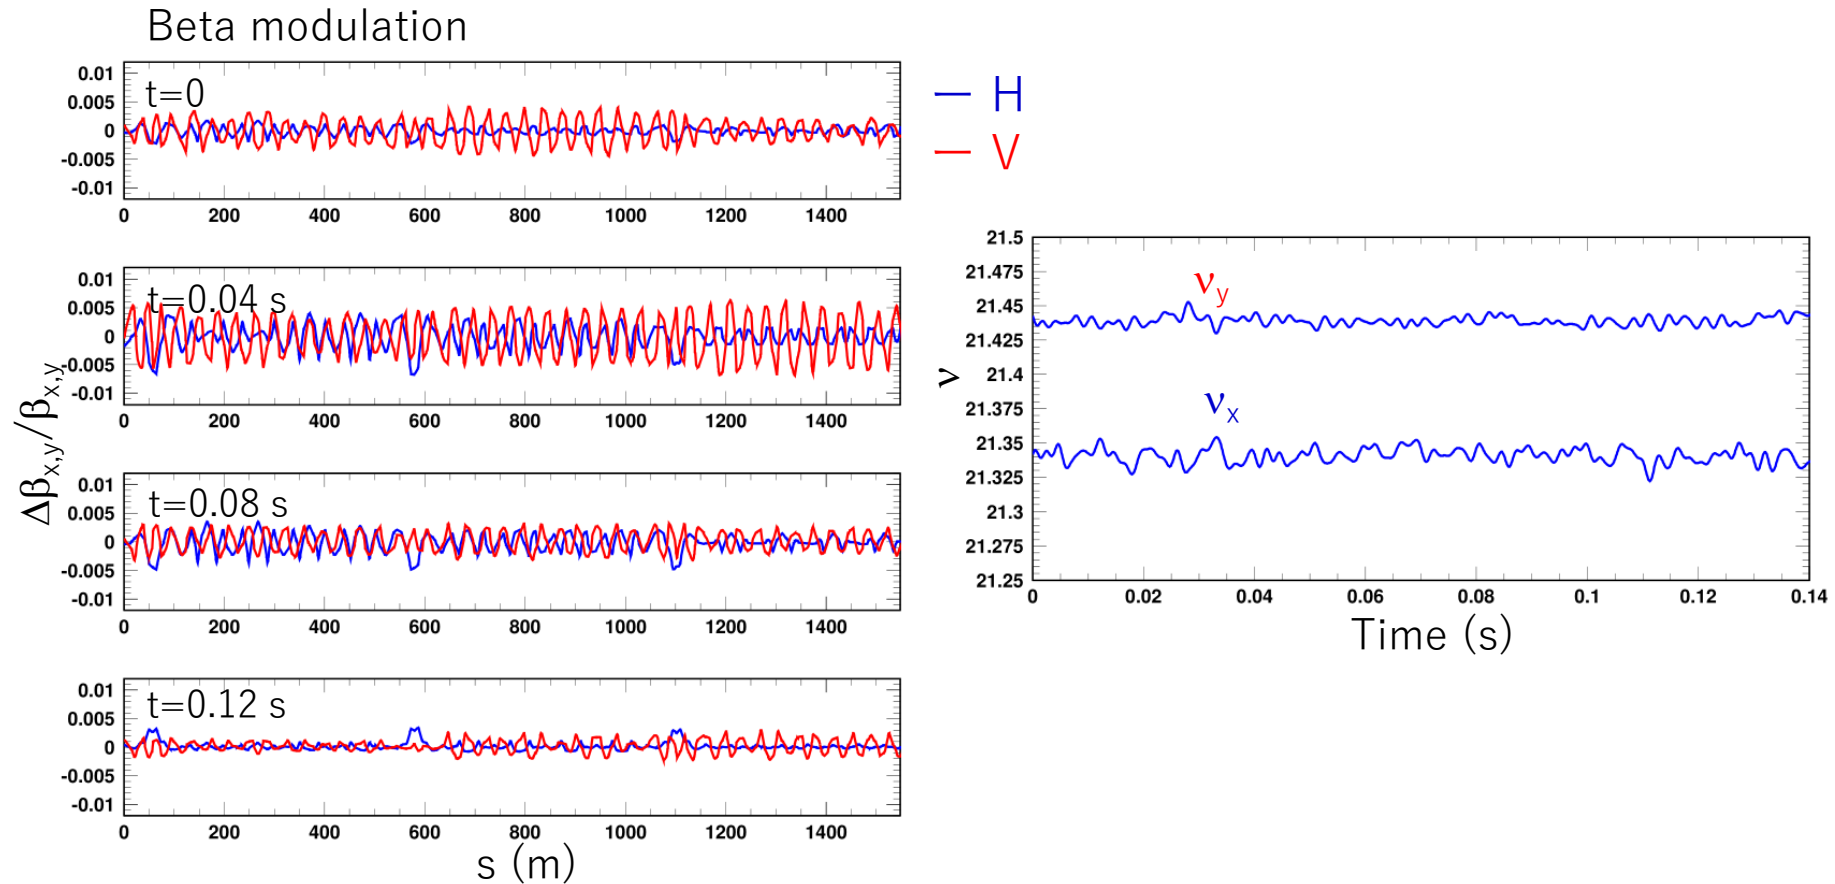 Beta modulation
0.01
0.005
0
-0.005
-0.01
t=0
0 200 400 600 800 1000 1200 1400
0.01
0.005
0
-0.005
-0.01
t=0.04 s
0 200 400 600 800 1000 1200 1400
0.01
0.005
0
-0.005
-0.01
t=0.08 s
0 200 400 600 800 1000 1200 1400
0.01
0.005
0
-0.005
-0.01
t=0.12 s
0 200 400 600 800 1000 1200 1400
s (m)
Δβx,y/βx,y
H
V
21.5
21.475
21.45
21.425
21.4
21.375
21.35
21.325
21.3
21.275
21.25
ν
νy
νx
0 0.02 0.04 0.06 0.08 0.1 0.12 0.14
Time (s)